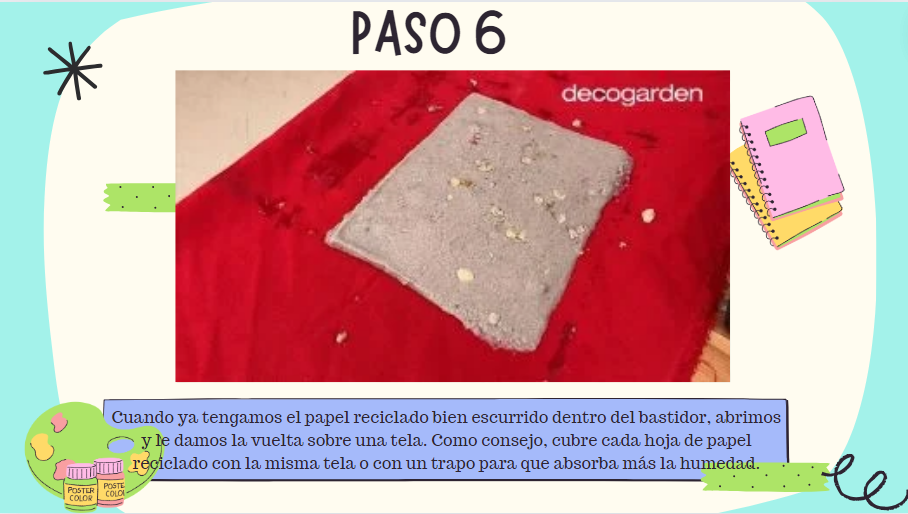 PASO 6
decogarden
Cuando ya tengamos el papel reciclado bien escurrido dentro del bastidor, abrimos
y le damos la vuelta sobre una tela. Como consejo, cubre cada hoja de papel
reciclado con la misma tela o con un trapo para que absorba más la humedad.
POSTER
COLOR
POSTE
COLO